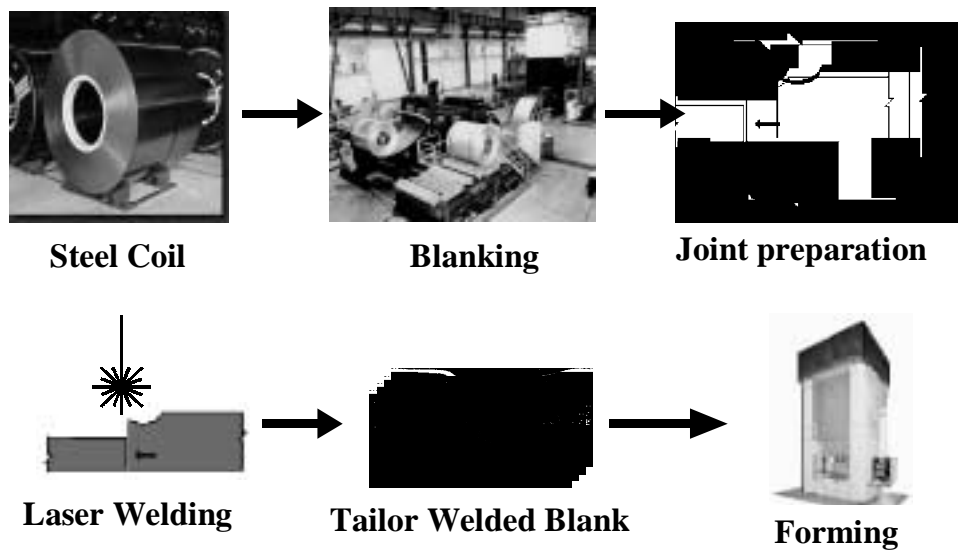 Steel Coil
Blanking
Joint preparation
Laser Welding
Tailor Welded Blank
Forming